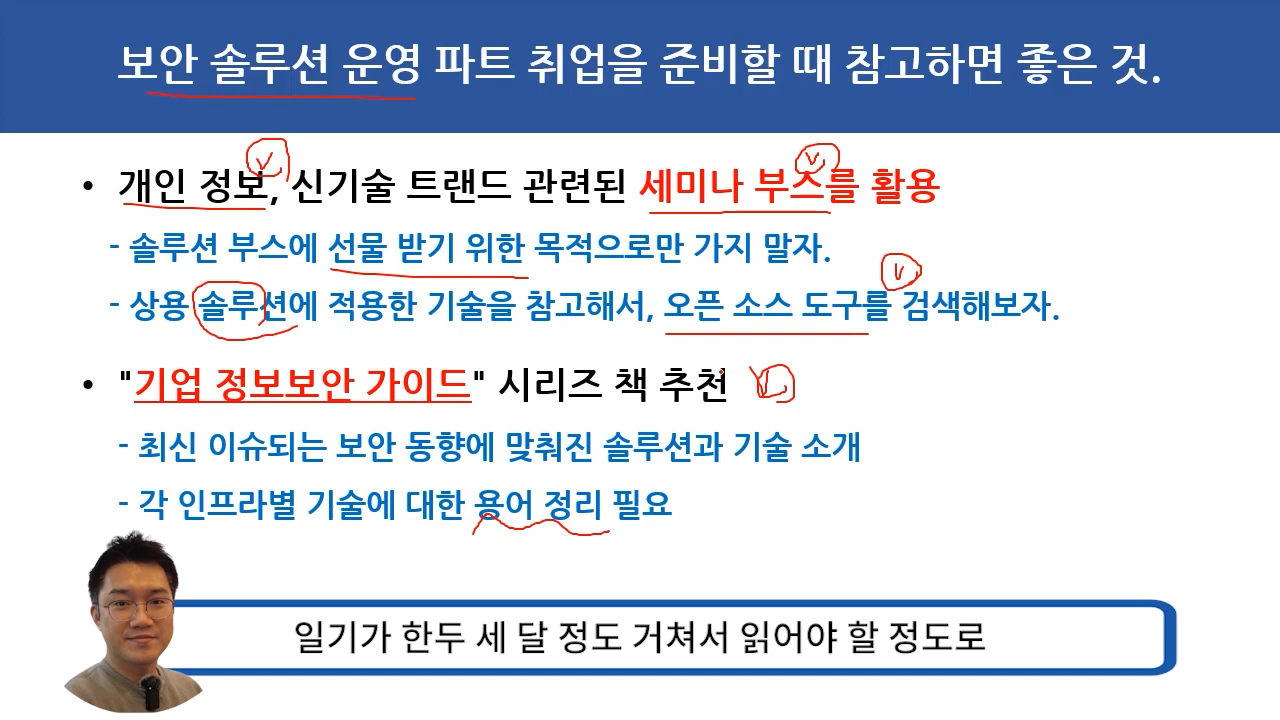 보안 솔루션 운영 파트 취업을 준비할 때 참고하면 좋은 것.
• 개인 정보, 신기술 트랜드 관련된 세미나 부스를 활용
- 솔루션 부스에 선물 받기 위한 목적으로만 가지 말자.
- 상용 솔루션에 적용한 기술을 참고해서, 오픈 소스 도구를 검색해보자.
• "기업 정보보안 가이드" 시리즈 책 추천
- 최신 이슈되는 보안 동향에 맞춰진 솔루션과 기술 소개
- 각 인프라별 기술에 대한 용어 정리 필요
일기가 한두 세 달 정도 거쳐서 읽어야 할 정도로